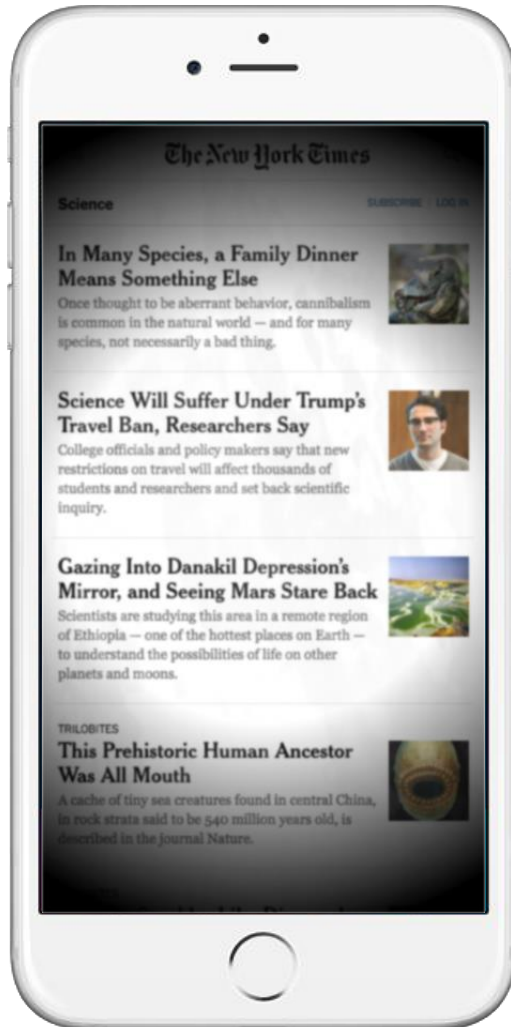 The New York Times
Science
SUBSCRIBE | LOG IN
In Many Species, a Family Dinner
Means Something Else
Once thought to be aberrant behavior, cannibalism
is common in the natural world — and for many
species, not necessarily a bad thing.
Science Will Suffer Under Trump's
Travel Ban, Researchers Say
College officials and policy makers say that new
restrictions on travel will affect thousands of
students and researchers and set back scientific
inquiry.
Gazing Into Danakil Depression's
Mirror, and Seeing Mars Stare Back
Scientists are studying this area in a remote region
of Ethiopia — one of the hottest places on Earth —
to understand the possibilities of life on other
planets and moons.
TRILOBITES
This Prehistoric Human Ancestor
Was All Mouth
A cache of tiny sea creatures found in central China,
in rock strata said to be 540 million years old, is
described in the journal Nature.